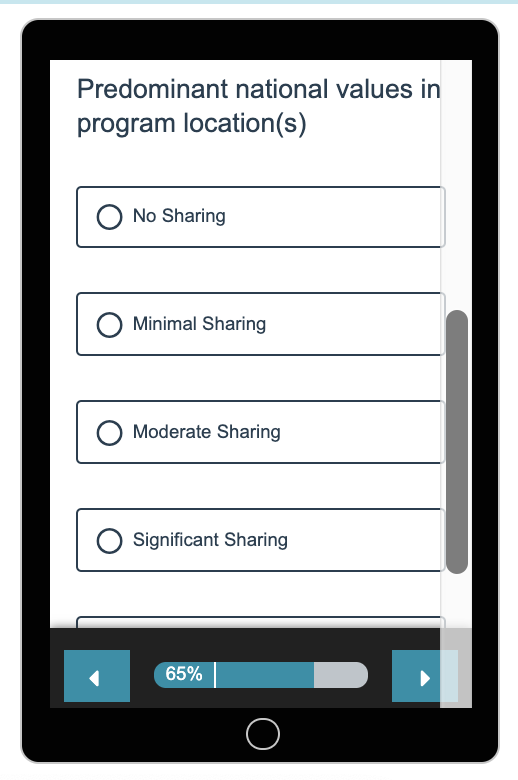 Predominant national values in
program location(s)
No Sharing
Minimal Sharing
Moderate Sharing
Significant Sharing
65%